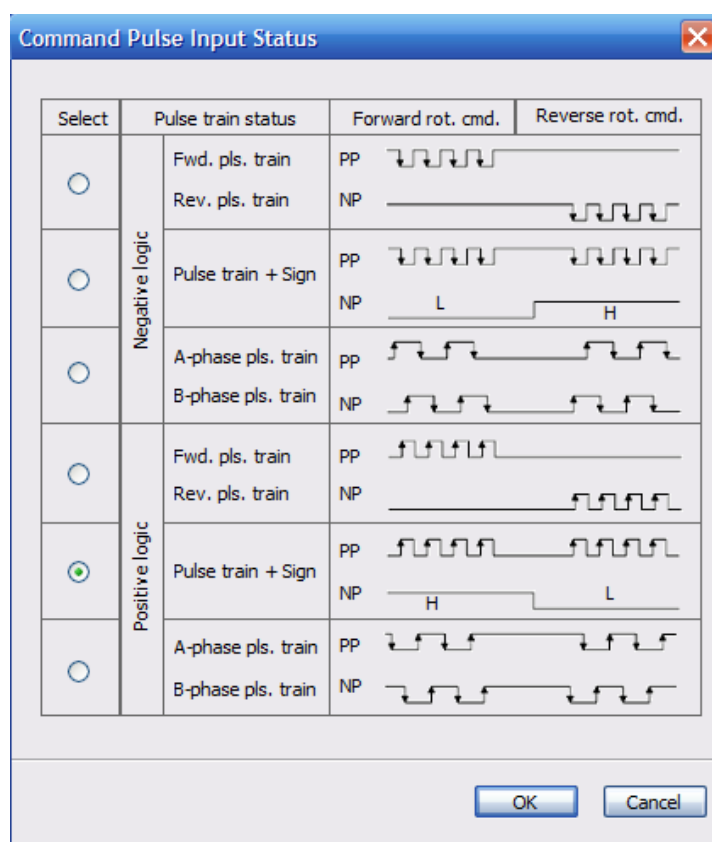 Command Pulse Input Status
Select Pulse train status Forward rot. cmd. Reverse rot. cmd.
Negative logic
Fwd. pls. train PP
Rev. pls. train NP
Pulse train + Sign PP
NP L H
A-phase pls. train PP
B-phase pls. train NP
Positive logic
Fwd. pls. train PP
Rev. pls. train NP
Pulse train + Sign PP
NP H L
A-phase pls. train PP
B-phase pls. train NP
OK Cancel